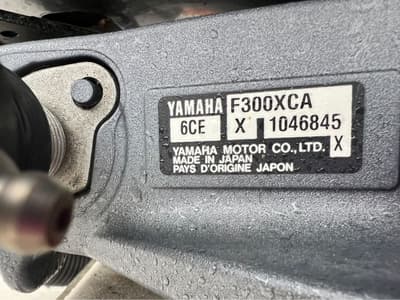 YAMAHA F300XCA
6CE X 1046845
YAMAHA MOTOR CO., LTD.
MADE IN JAPAN
PAYS D'ORIGINE JAPON X